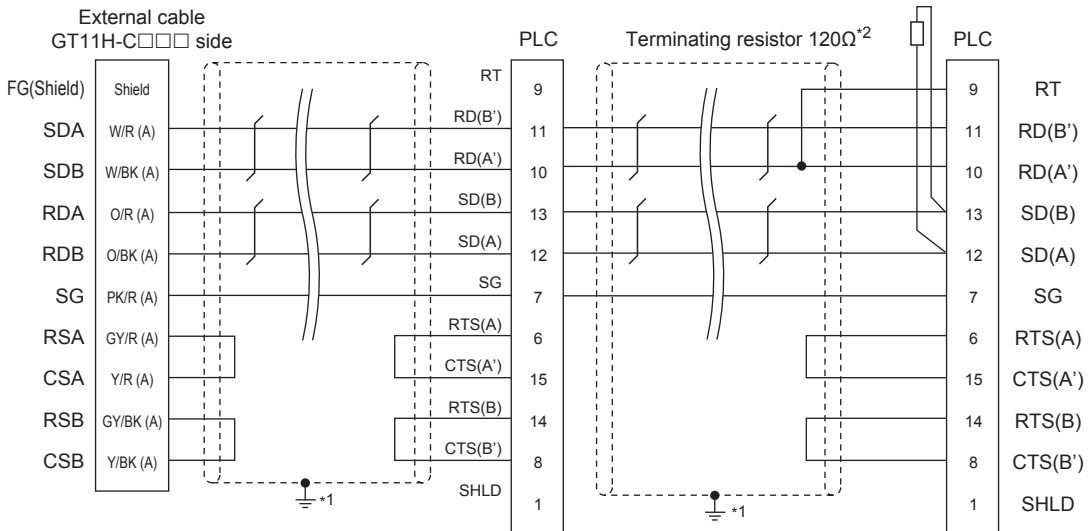 External cable
GT11H-C□□□ side
PLC
Terminating resistor 120Ω*2
PLC
FG(Shield) Shield RT 9 9 RT
SDA W/R (A) RD(B') 11 11 RD(B')
SDB W/BK (A) RD(A') 10 10 RD(A')
RDA O/R (A) SD(B) 13 13 SD(B)
RDB O/BK (A) SD(A) 12 12 SD(A)
SG PK/R (A) SG 7 7 SG
RSA GY/R (A) RTS(A) 6 6 RTS(A)
CSA Y/R (A) CTS(A') 15 15 CTS(A')
RSB GY/BK (A) RTS(B) 14 14 RTS(B)
CSB Y/BK (A) CTS(B') 8 8 CTS(B')
*1 SHLD 1 *1 1 SHLD